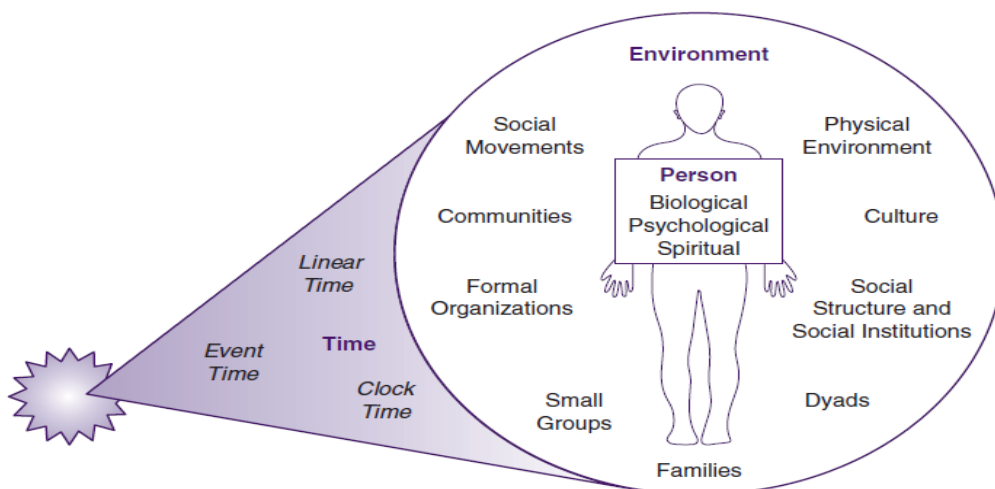 Environment
Social
Movements
Physical
Environment
Person
Biological
Psychological
Spiritual
Communities
Culture
Linear
Time
Formal
Organizations
Social
Structure and
Social Institutions
Event
Time
Time
Clock
Time
Small
Groups
Dyads
Families